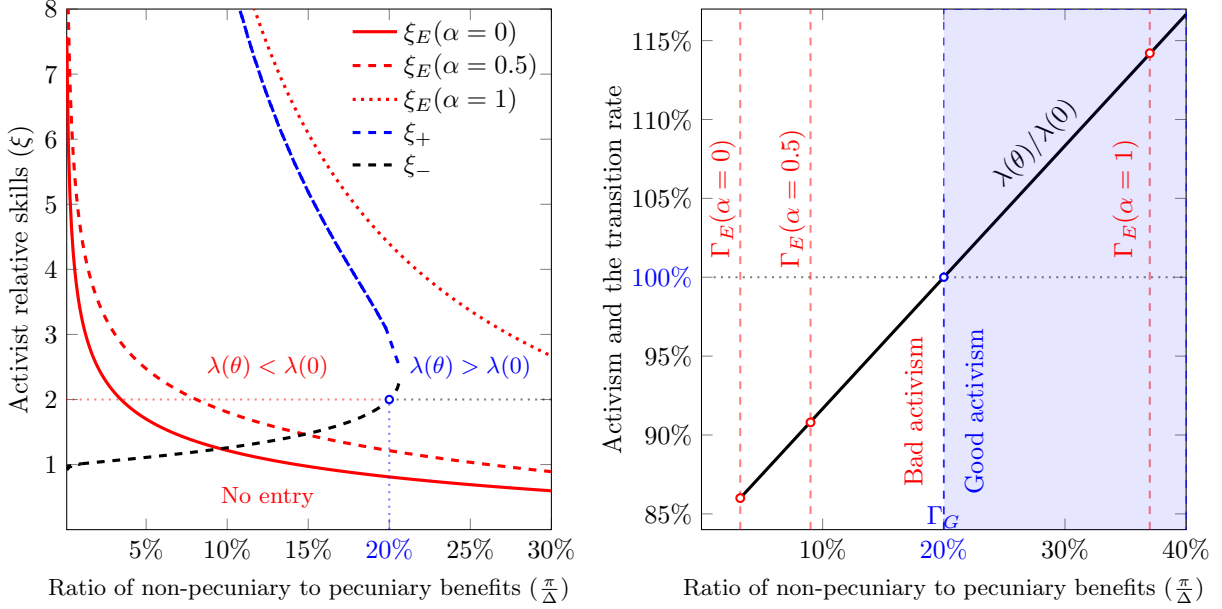 8
7
6
5
4
3
2
1
Activist relative skills (ξ)
ξ_E(α = 0)
ξ_E(α = 0.5)
ξ_E(α = 1)
ξ_+
ξ_−
λ(θ) < λ(0)
λ(θ) > λ(0)
No entry
5% 10% 15% 20% 25% 30%
Ratio of non-pecuniary to pecuniary benefits (π/Δ)
115%
110%
105%
100%
95%
90%
85%
Activism and the transition rate
Γ_E(α = 0)
Γ_E(α = 0.5)
λ(θ)/λ(0)
Γ_E(α = 1)
Bad activism
Good activism
Γ_G
10% 20% 30% 40%
Ratio of non-pecuniary to pecuniary benefits (π/Δ)